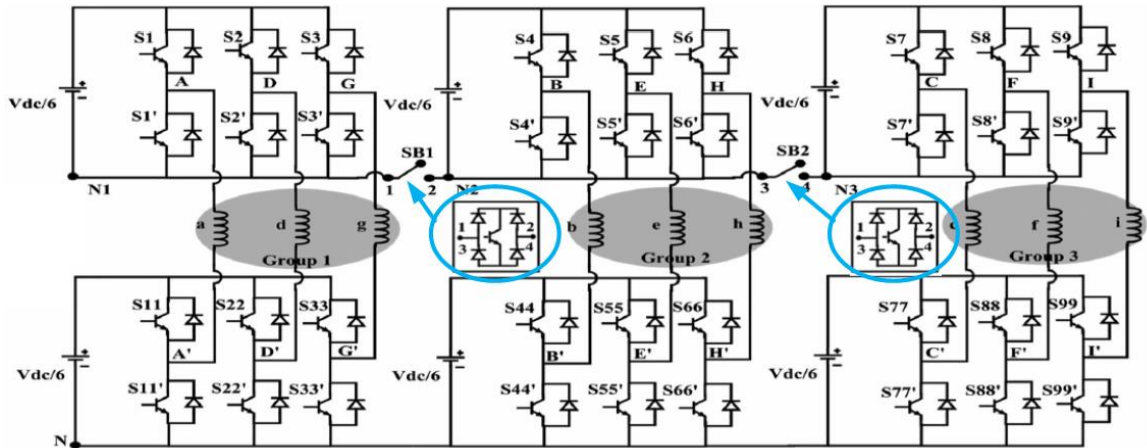 S1 S2 S3 S4 S5 S6 S7 S8 S9
A D G B E H C F I
Vdc/6 Vdc/6 Vdc/6
S1' S2' S3' S4' S5' S6' S7' S8' S9'
SB1 SB2
N1 1 2 N2 3 4 N3
a d g b e h c f i
1 2 3 4
1 2 3 4
Group 1 Group 2 Group 3
S11 S22 S33 S44 S55 S66 S77 S88 S99
A' D' G' B' E' H' C' F' I'
Vdc/6 Vdc/6 Vdc/6
S11' S22' S33' S44' S55' S66' S77' S88' S99'
N